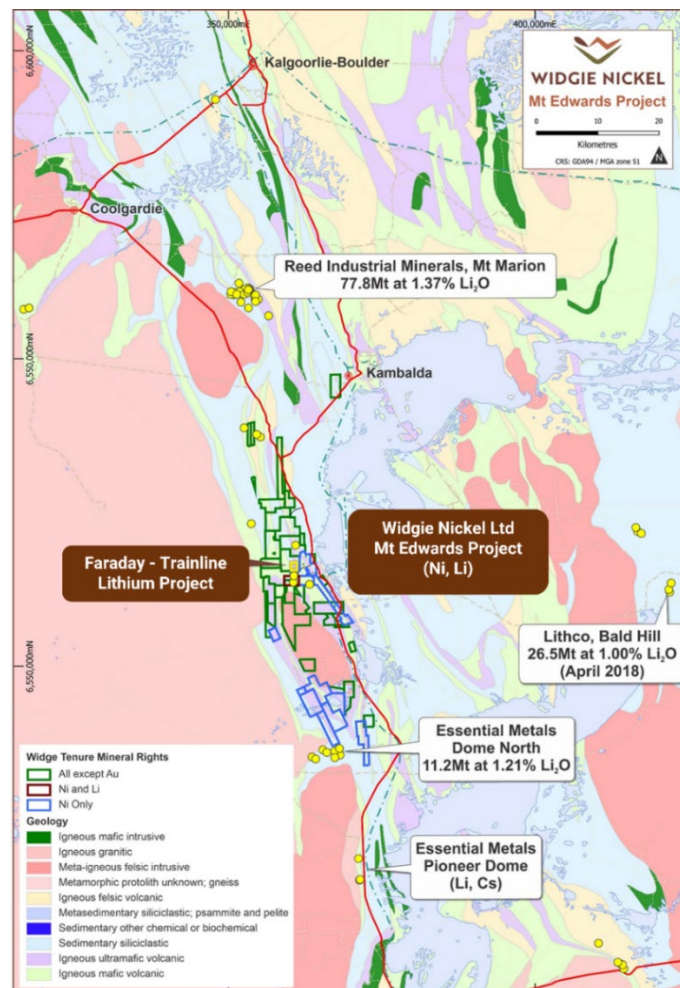 350,000mE
400,000mE
6,600,000mN
Kalgoorlie-Boulder
WIDGIE NICKEL
Mt Edwards Project
0 10 20
Kilometres
CRS: GDA94 / MGA zone 51
N
Coolgardie
Reed Industrial Minerals, Mt Marion
77.8Mt at 1.37% Li₂O
6,550,000mN
Kambalda
Widgie Nickel Ltd
Mt Edwards Project
(Ni, Li)
Faraday - Trainline
Lithium Project
Lithco, Bald Hill
26.5Mt at 1.00% Li₂O
(April 2018)
6,550,000mN
Essential Metals
Dome North
11.2Mt at 1.21% Li₂O
Essential Metals
Pioneer Dome
(Li, Cs)
Widge Tenure Mineral Rights
All except Au
Ni and Li
Ni Only
Geology
Igneous mafic intrusive
Igneous granitic
Meta-igneous felsic intrusive
Metamorphic protolith unknown; gneiss
Igneous felsic volcanic
Metasedimentary siliciclastic; psammite and pelite
Sedimentary other chemical or biochemical
Sedimentary siliciclastic
Igneous ultramafic volcanic
Igneous mafic volcanic